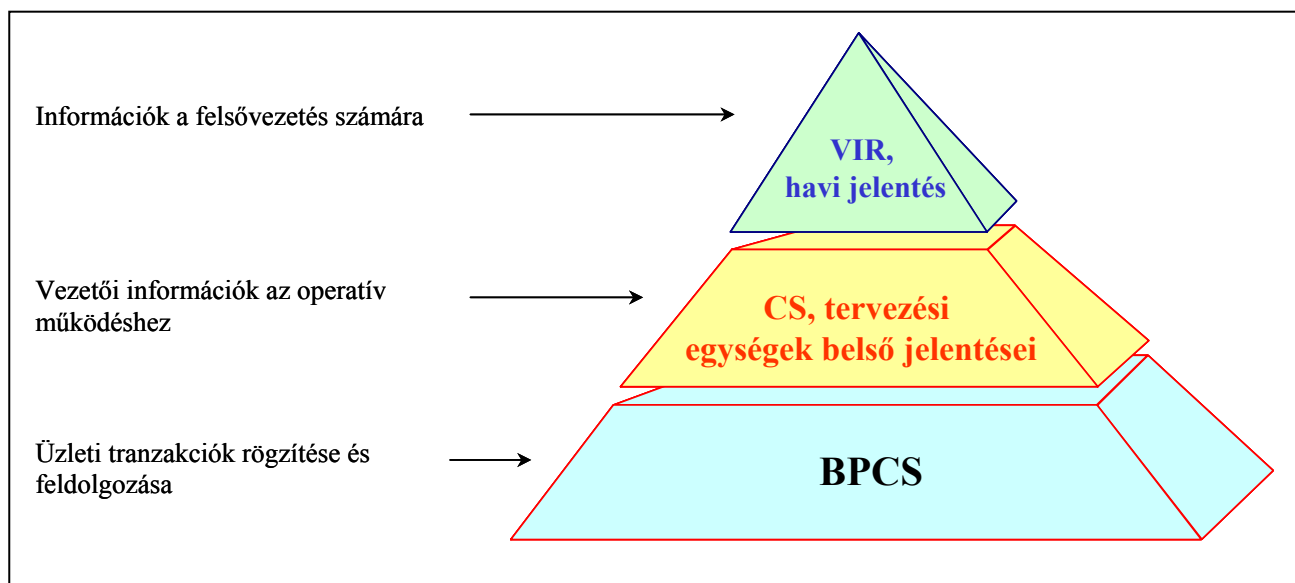 Információk a felsővezetés számára
VIR,
havi jelentés
Vezetői információk az operatív
működéshez
CS, tervezési
egységek belső jelentései
Üzleti tranzakciók rögzítése és
feldolgozása
BPCS